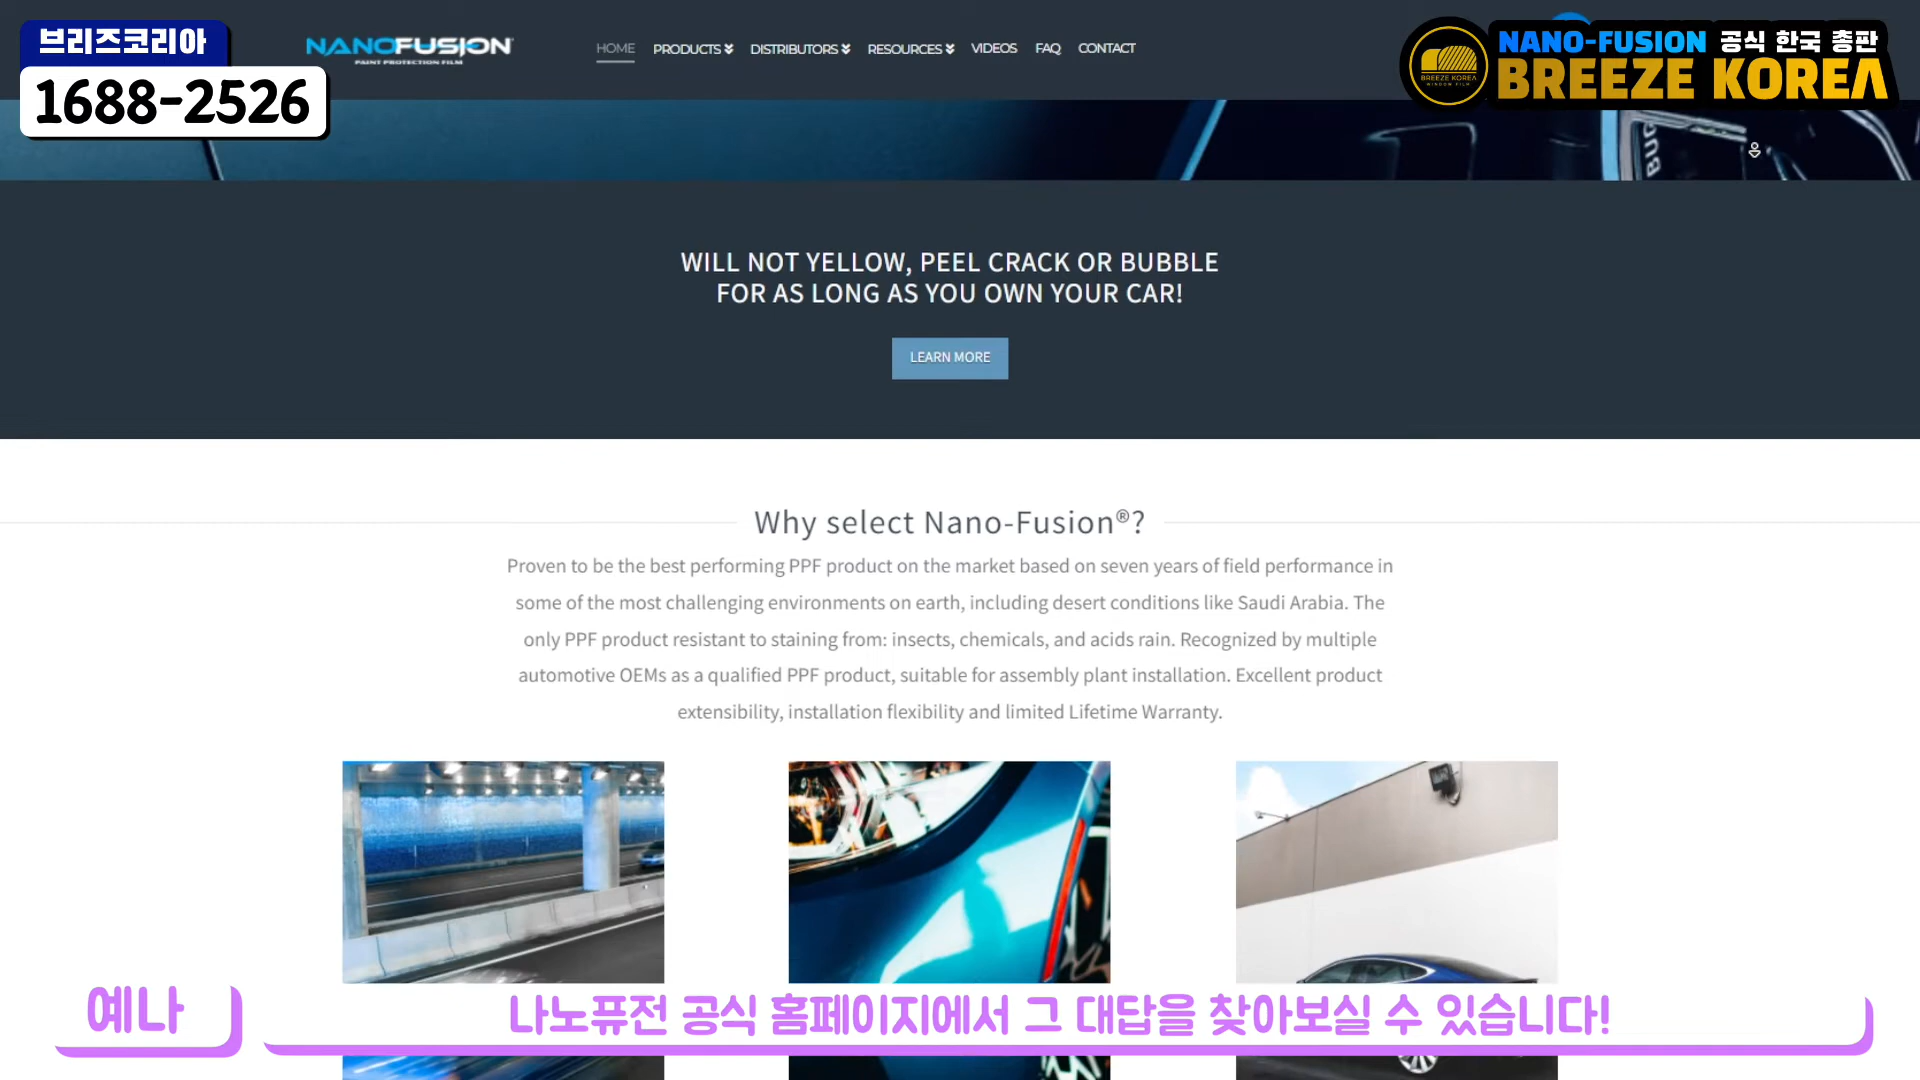 브리즈코리아
1688-2526
NANOFUSION
PAINT PROTECTION FILM
HOME PRODUCTS DISTRIBUTORS RESOURCES VIDEOS FAQ CONTACT
BREEZE KOREA
WINDOW FILM
NANO-FUSION 공식 한국 총판
BREEZE KOREA
BUG
WILL NOT YELLOW, PEEL CRACK OR BUBBLE
FOR AS LONG AS YOU OWN YOUR CAR!
LEARN MORE
Why select Nano-Fusion®?
Proven to be the best performing PPF product on the market based on seven years of field performance in
some of the most challenging environments on earth, including desert conditions like Saudi Arabia. The
only PPF product resistant to staining from: insects, chemicals, and acids rain. Recognized by multiple
automotive OEMs as a qualified PPF product, suitable for assembly plant installation. Excellent product
extensibility, installation flexibility and limited Lifetime Warranty.
예나
나노퓨전 공식 홈페이지에서 그 대답을 찾아보실 수 있습니다!